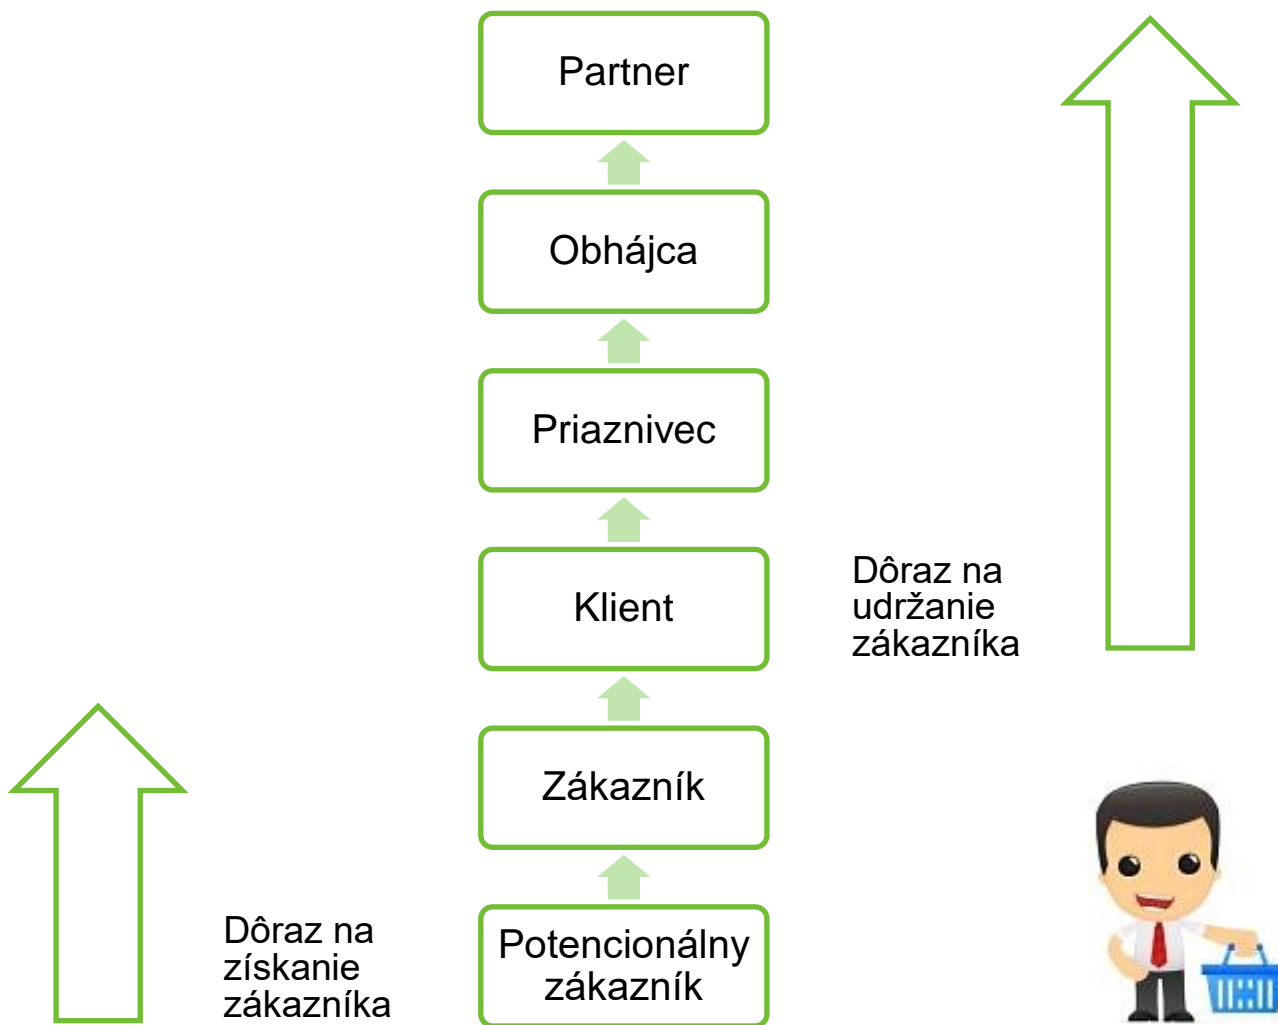 Partner
Obhájca
Priaznivec
Klient
Dôraz na
udržanie
zákazníka
Zákazník
Potencionálny
zákazník
Dôraz na
získanie
zákazníka